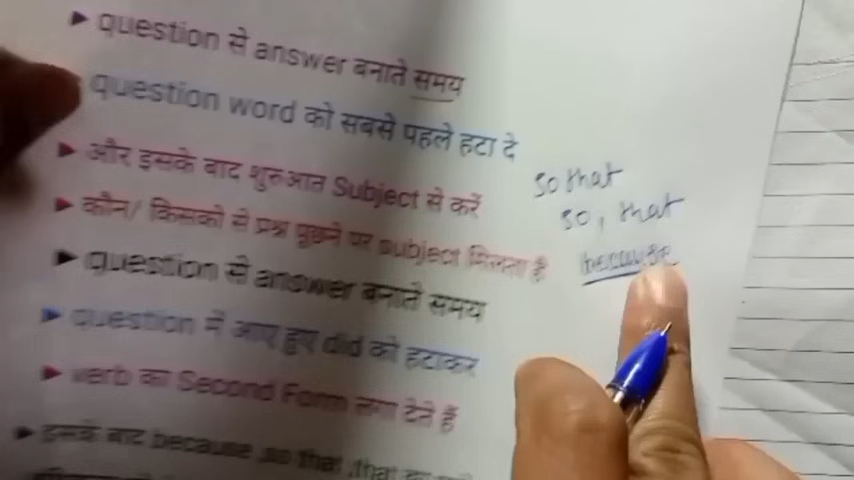 question से answer बनाते समय
question word को सबसे पहले हटा दे
और इसके बाद शुरुआत Subject से करें
कौन/ किसको से प्रश्न पुछने पर subject मिलता है
question से answer बनाते समय
question में आए हुए did को हटाकर
verb का Second Form लगा देते हैं
इसके बाद because ,so that ,that का
so that
so, that
because